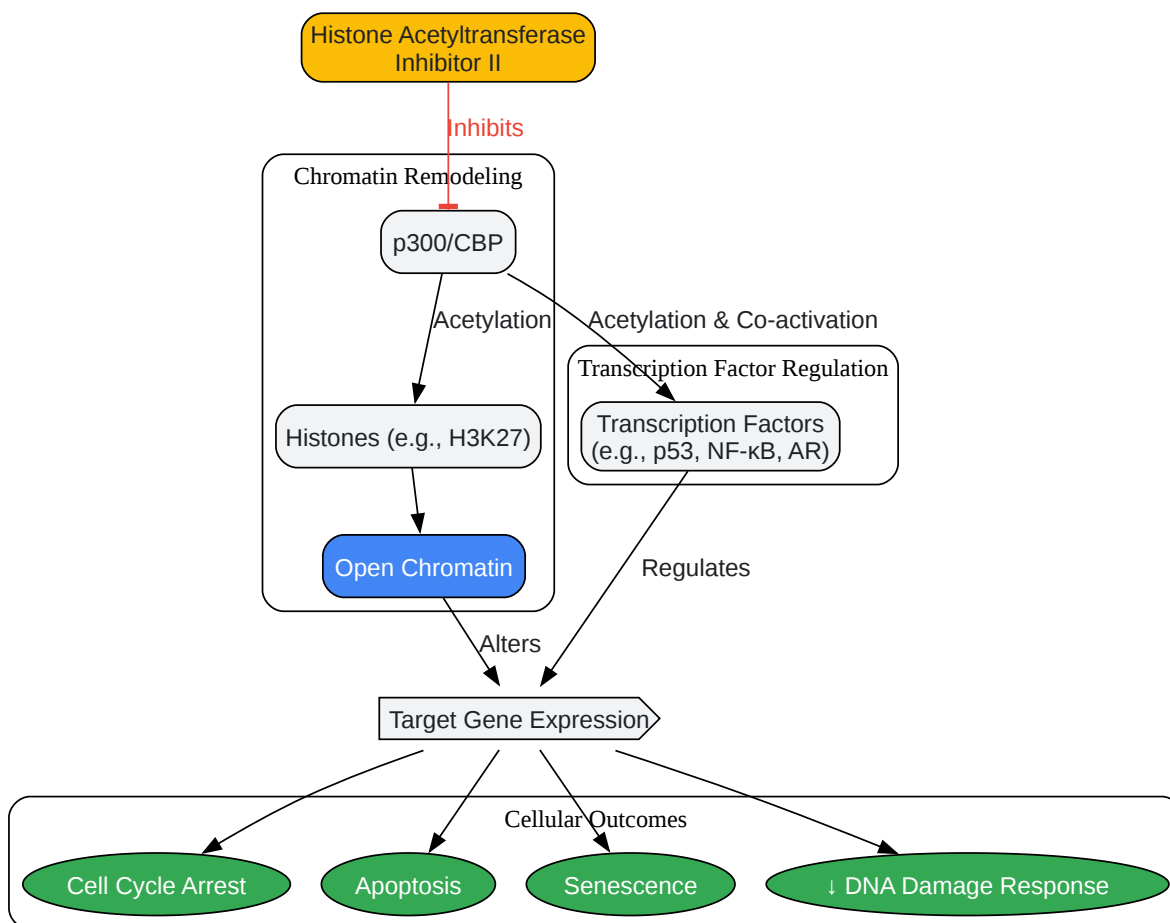 Histone Acetyltransferase
Inhibitor II
Inhibits
Chromatin Remodeling
p300/CBP
Acetylation
Acetylation & Co-activation
Transcription Factor Regulation
Histones (e.g., H3K27)
Transcription Factors
(e.g., p53, NF-κB, AR)
Open Chromatin
Regulates
Alters
Target Gene Expression
Cellular Outcomes
Cell Cycle Arrest
Apoptosis
Senescence
↓ DNA Damage Response